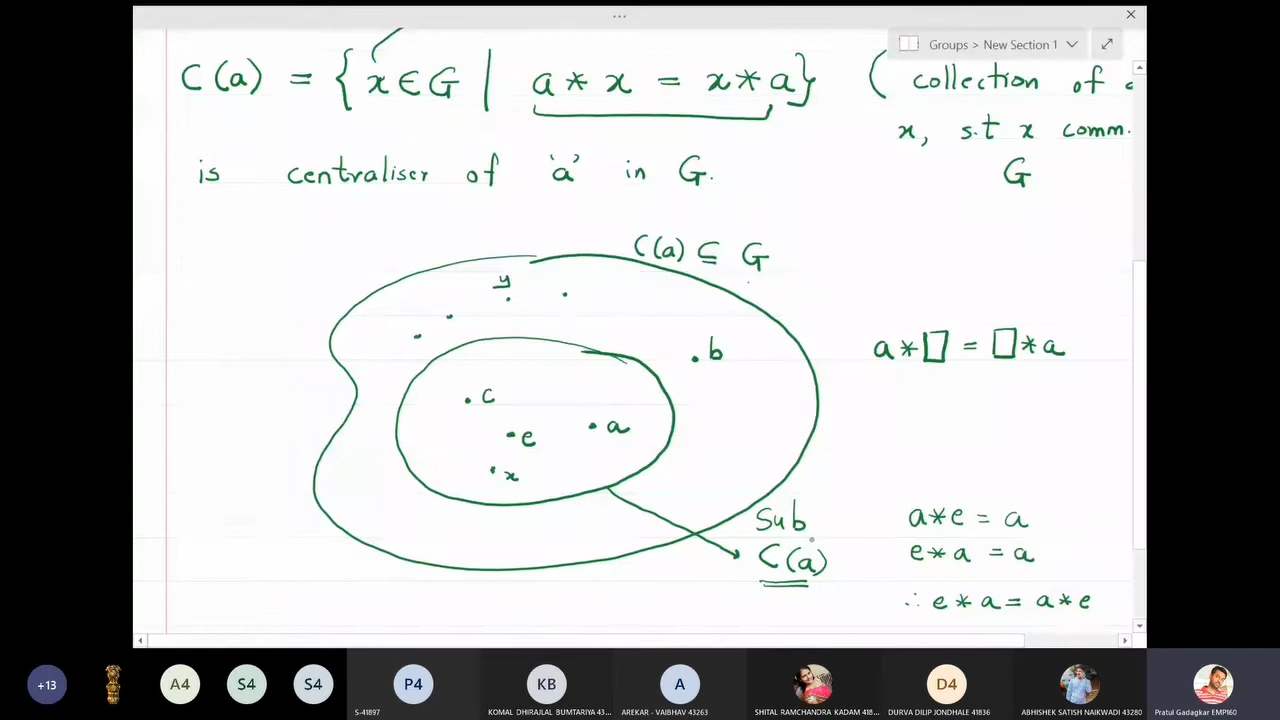 Groups > New Section 1
C(a) = {x ∈ G | a * x = x * a} ( collection of
x, s.t x comm.
is centraliser of 'a' in G. G
C(a) ⊆ G
y
b
a * □ = □ * a
c
e
a
x
Sub
C(a)
a * e = a
e * a = a
∴ e * a = a * e
+13
A4
S4
S4
P4
KB
A
D4
S-41897
KOMAL DHIRAJLAL BUMTARIYA 43...
AREKAR - VAIBHAV 43263
SHITAL RAMCHANDRA KADAM 418...
DURVA DILIP JONDHALE 41836
ABHISHEK SATISH NAIKWADI 43280
Pratul Gadagkar EMP160